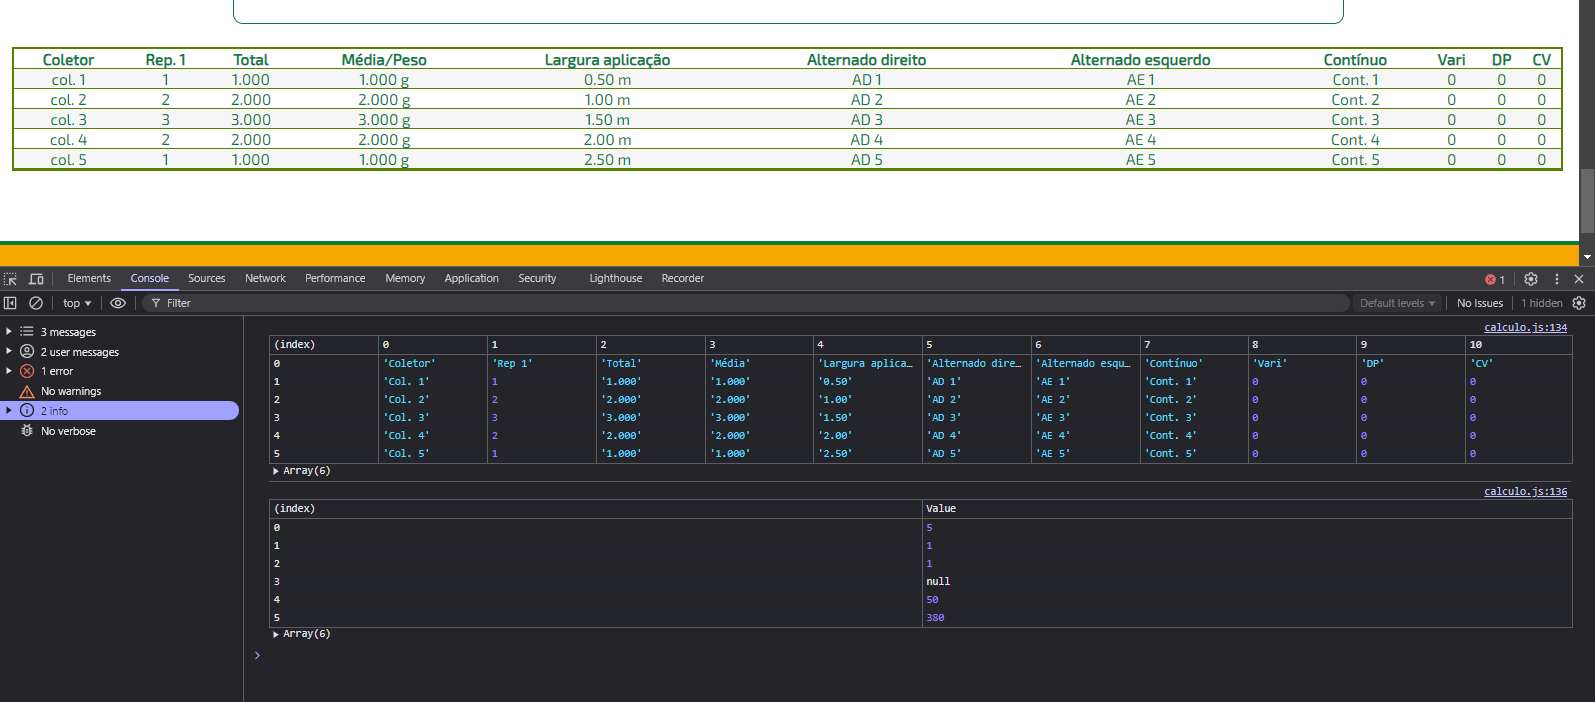 Coletor Rep. 1 Total Média/Peso Largura aplicação Alternado direito Alternado esquerdo Contínuo Vari DP CV
col. 1 1 1.000 1.000 g 0.50 m AD 1 AE 1 Cont. 1 0 0 0
col. 2 2 2.000 2.000 g 1.00 m AD 2 AE 2 Cont. 2 0 0 0
col. 3 3 3.000 3.000 g 1.50 m AD 3 AE 3 Cont. 3 0 0 0
col. 4 2 2.000 2.000 g 2.00 m AD 4 AE 4 Cont. 4 0 0 0
col. 5 1 1.000 1.000 g 2.50 m AD 5 AE 5 Cont. 5 0 0 0
Elements Console Sources Network Performance Memory Application Security Lighthouse Recorder 1
top Filter Default levels No Issues 1 hidden
3 messages
2 user messages
1 error
No warnings
2 info
No verbose
calculo.js:134
(index) 0 1 2 3 4 5 6 7 8 9 10
0 'Coletor' 'Rep 1' 'Total' 'Média' 'Largura aplica… 'Alternado dire… 'Alternado esqu… 'Contínuo' 'Vari' 'DP' 'CV'
1 'Col. 1' 1 '1.000' '1.000' '0.50' 'AD 1' 'AE 1' 'Cont. 1' 0 0 0
2 'Col. 2' 2 '2.000' '2.000' '1.00' 'AD 2' 'AE 2' 'Cont. 2' 0 0 0
3 'Col. 3' 3 '3.000' '3.000' '1.50' 'AD 3' 'AE 3' 'Cont. 3' 0 0 0
4 'Col. 4' 2 '2.000' '2.000' '2.00' 'AD 4' 'AE 4' 'Cont. 4' 0 0 0
5 'Col. 5' 1 '1.000' '1.000' '2.50' 'AD 5' 'AE 5' 'Cont. 5' 0 0 0
Array(6)
calculo.js:136
(index) Value
0 5
1 1
2 1
3 null
4 50
5 380
Array(6)